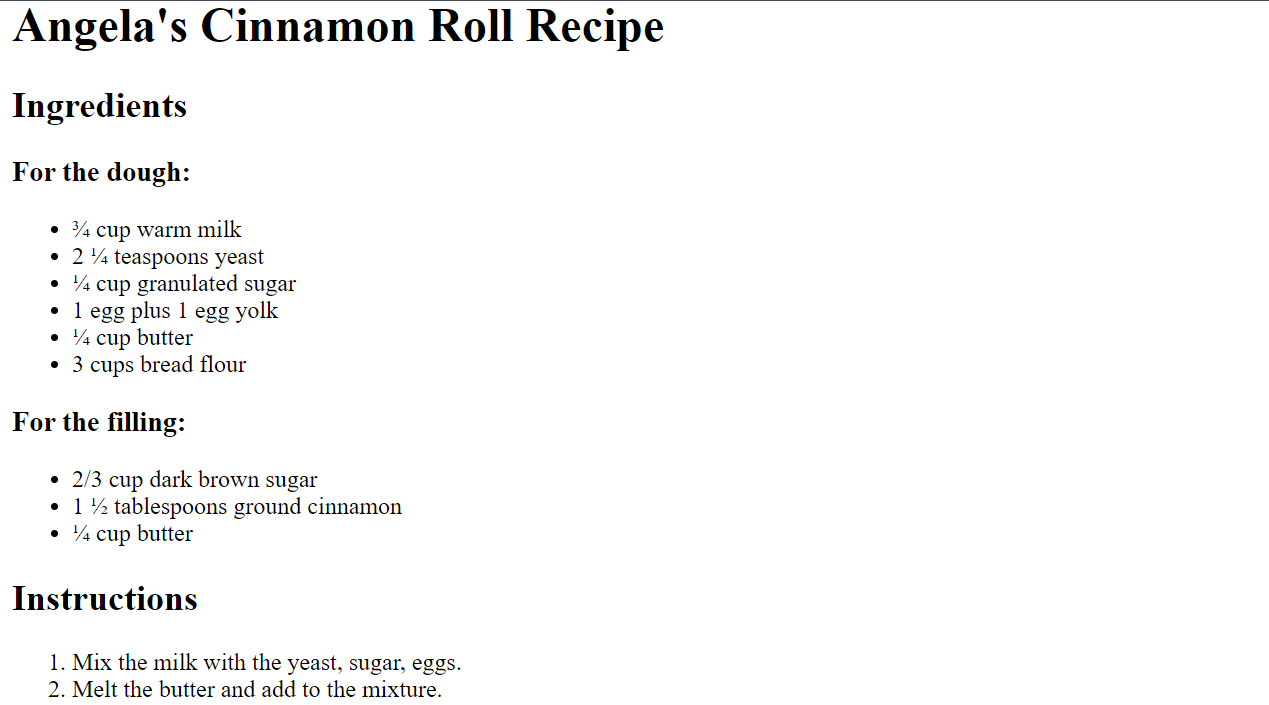 Angela's Cinnamon Roll Recipe
Ingredients
For the dough:
• ¾ cup warm milk
• 2 ¼ teaspoons yeast
• ¼ cup granulated sugar
• 1 egg plus 1 egg yolk
• ¼ cup butter
• 3 cups bread flour
For the filling:
• 2/3 cup dark brown sugar
• 1 ½ tablespoons ground cinnamon
• ¼ cup butter
Instructions
1. Mix the milk with the yeast, sugar, eggs.
2. Melt the butter and add to the mixture.